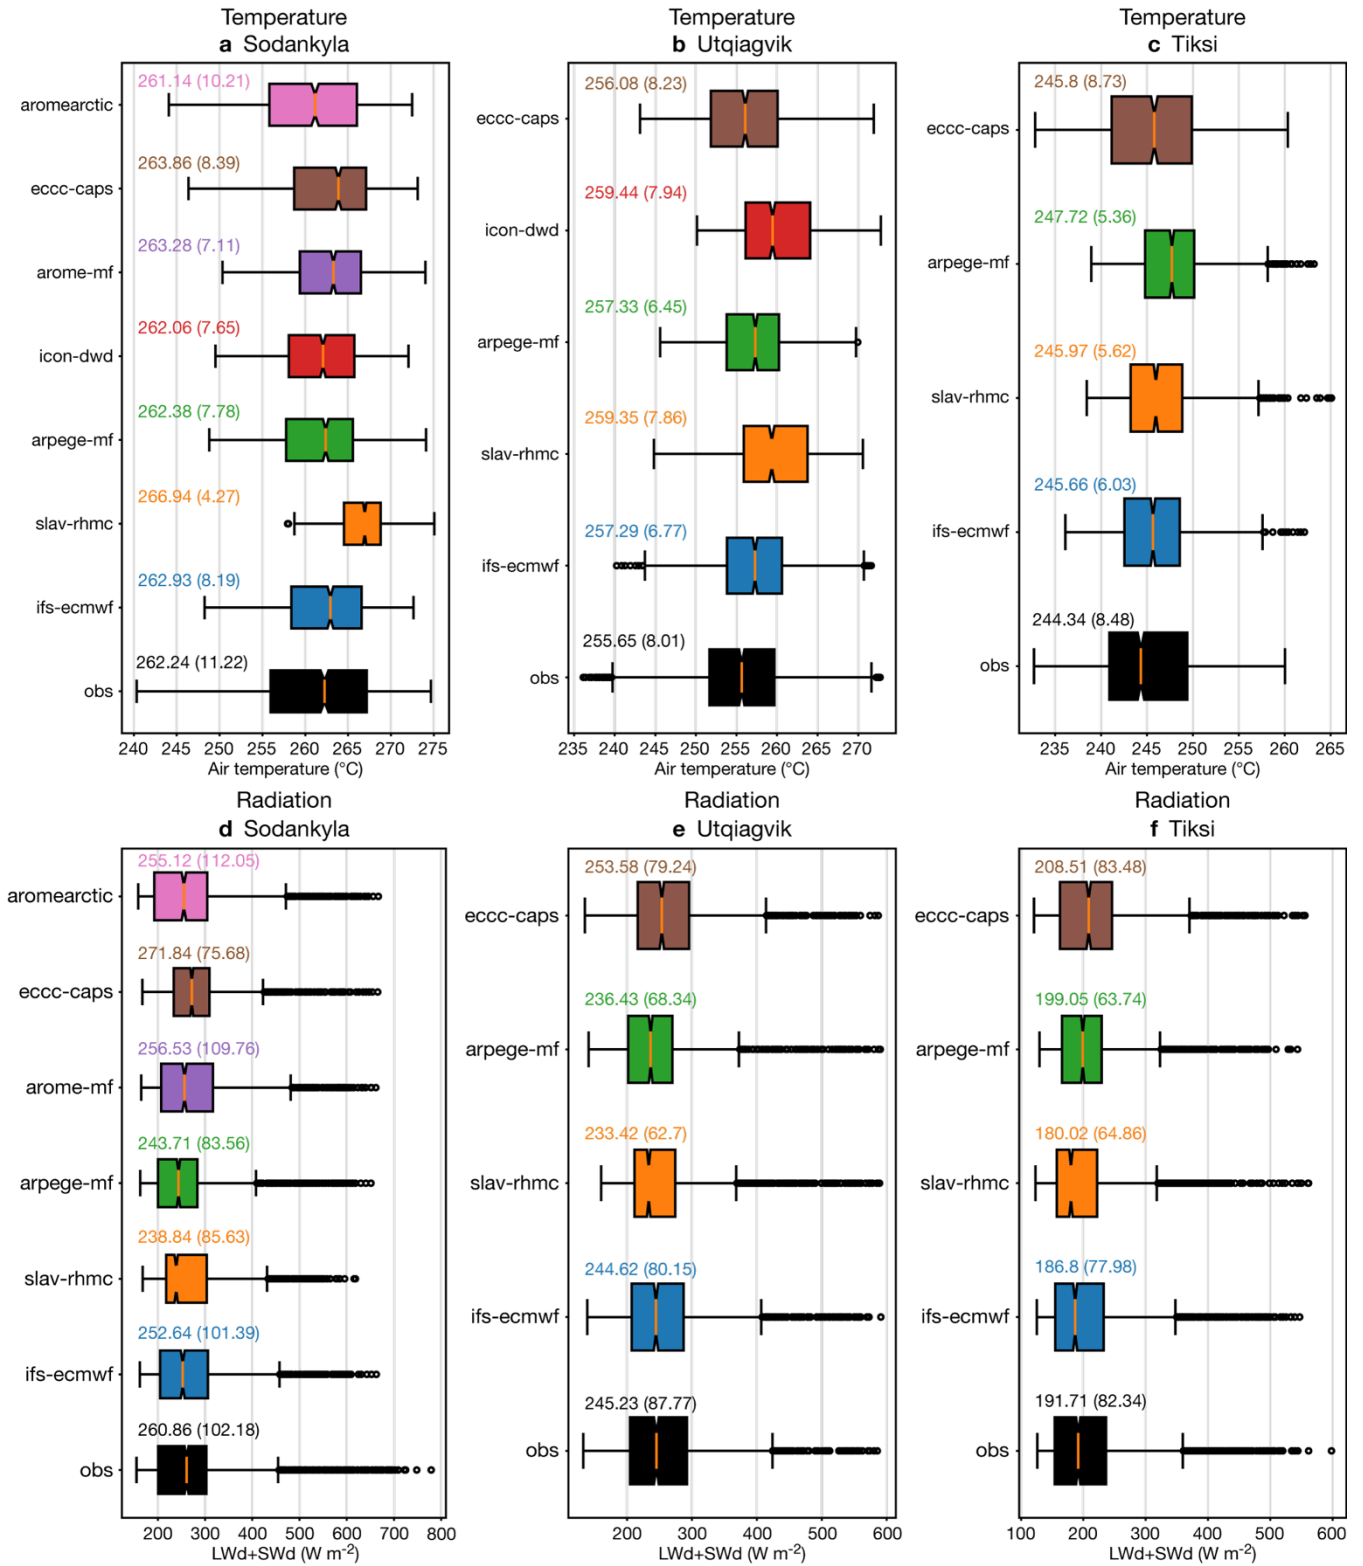 Temperature
a Sodankyla
261.14 (10.21)
aromearctic
263.86 (8.39)
eccc-caps
263.28 (7.11)
arome-mf
262.06 (7.65)
icon-dwd
262.38 (7.78)
arpege-mf
266.94 (4.27)
slav-rhmc
262.93 (8.19)
ifs-ecmwf
262.24 (11.22)
obs
240 245 250 255 260 265 270 275
Air temperature (°C)
Temperature
b Utqiagvik
256.08 (8.23)
eccc-caps
259.44 (7.94)
icon-dwd
257.33 (6.45)
arpege-mf
259.35 (7.86)
slav-rhmc
257.29 (6.77)
ifs-ecmwf
255.65 (8.01)
obs
235 240 245 250 255 260 265 270
Air temperature (°C)
Temperature
c Tiksi
245.8 (8.73)
eccc-caps
247.72 (5.36)
arpege-mf
245.97 (5.62)
slav-rhmc
245.66 (6.03)
ifs-ecmwf
244.34 (8.48)
obs
235 240 245 250 255 260 265
Air temperature (°C)
Radiation
d Sodankyla
255.12 (112.05)
aromearctic
271.84 (75.68)
eccc-caps
256.53 (109.76)
arome-mf
243.71 (83.56)
arpege-mf
238.84 (85.63)
slav-rhmc
252.64 (101.39)
ifs-ecmwf
260.86 (102.18)
obs
200 300 400 500 600 700 800
LWd+SWd (W m-2)
Radiation
e Utqiagvik
253.58 (79.24)
eccc-caps
236.43 (68.34)
arpege-mf
233.42 (62.7)
slav-rhmc
244.62 (80.15)
ifs-ecmwf
245.23 (87.77)
obs
200 300 400 500 600
LWd+SWd (W m-2)
Radiation
f Tiksi
208.51 (83.48)
eccc-caps
199.05 (63.74)
arpege-mf
180.02 (64.86)
slav-rhmc
186.8 (77.98)
ifs-ecmwf
191.71 (82.34)
obs
100 200 300 400 500 600
LWd+SWd (W m-2)